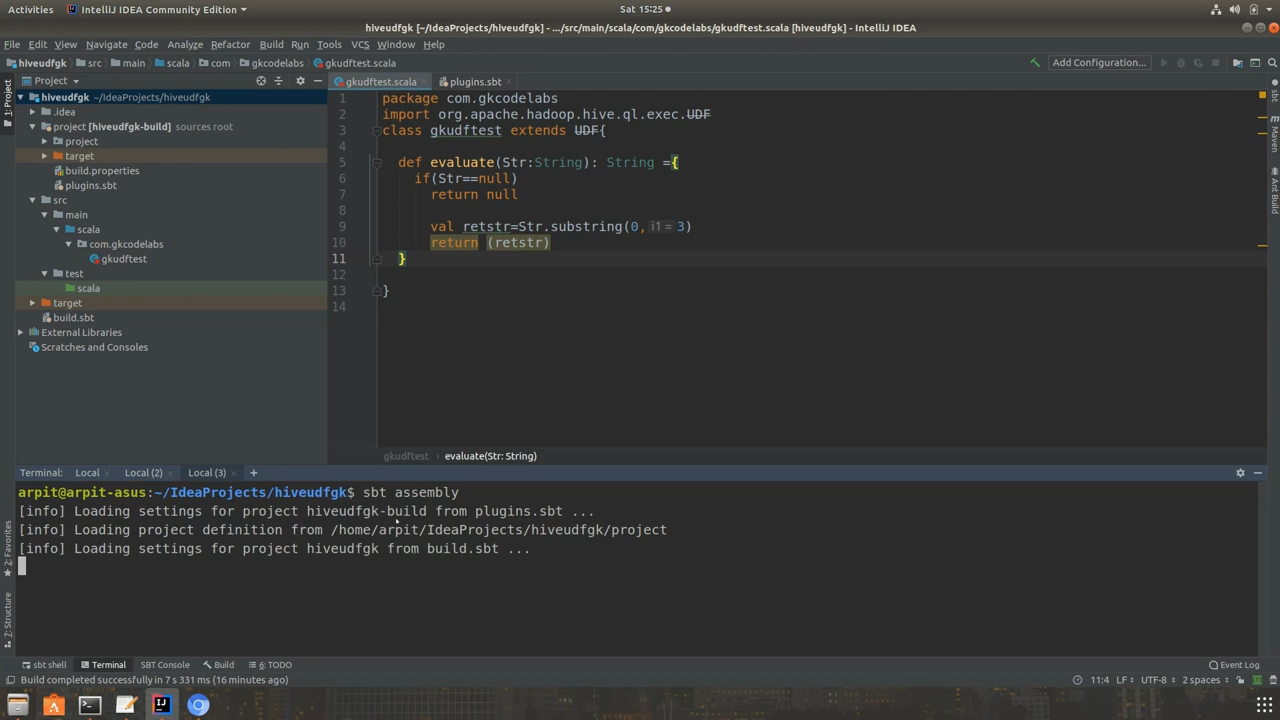 Activities
IntelliJ IDEA Community Edition
Sat 15:25
hiveudfgk [~/IdeaProjects/hiveudfgk] - .../src/main/scala/com/gkcodelabs/gkudftest.scala [hiveudfgk] - IntelliJ IDEA
File Edit View Navigate Code Analyze Refactor Build Run Tools VCS Window Help
hiveudfgk src main scala com gkcodelabs gkudftest.scala
Add Configuration...
Project
gkudftest.scala
plugins.sbt
hiveudfgk ~/IdeaProjects/hiveudfgk
.idea
project [hiveudfgk-build] sources root
project
target
build.properties
plugins.sbt
src
main
scala
com.gkcodelabs
gkudftest
test
scala
target
build.sbt
External Libraries
Scratches and Consoles
1 package com.gkcodelabs
2 import org.apache.hadoop.hive.ql.exec.UDF
3 class gkudftest extends UDF{
4
5 def evaluate(Str:String): String ={
6 if(Str==null)
7 return null
8
9 val retstr=Str.substring(0, i1 = 3)
10 return (retstr)
11 }
12
13 }
14
gkudftest evaluate(Str: String)
1: Project
2: Favorites
7: Structure
sbt
Maven
Ant Build
Terminal: Local Local (2) Local (3) +
arpit@arpit-asus:~/IdeaProjects/hiveudfgk$ sbt assembly
[info] Loading settings for project hiveudfgk-build from plugins.sbt ...
[info] Loading project definition from /home/arpit/IdeaProjects/hiveudfgk/project
[info] Loading settings for project hiveudfgk from build.sbt ...
sbt shell Terminal SBT Console Build 6: TODO
Event Log
Build completed successfully in 7 s 331 ms (16 minutes ago)
11:4 LF UTF-8 2 spaces